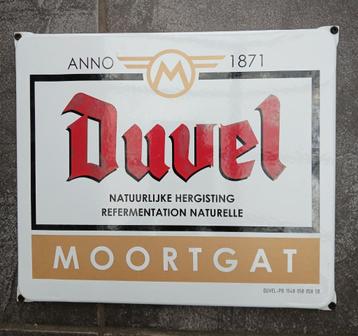 ANNO M 1871
Duvel
NATUURLIJKE HERGISTING
REFERMENTATION NATURELLE
MOORTGAT